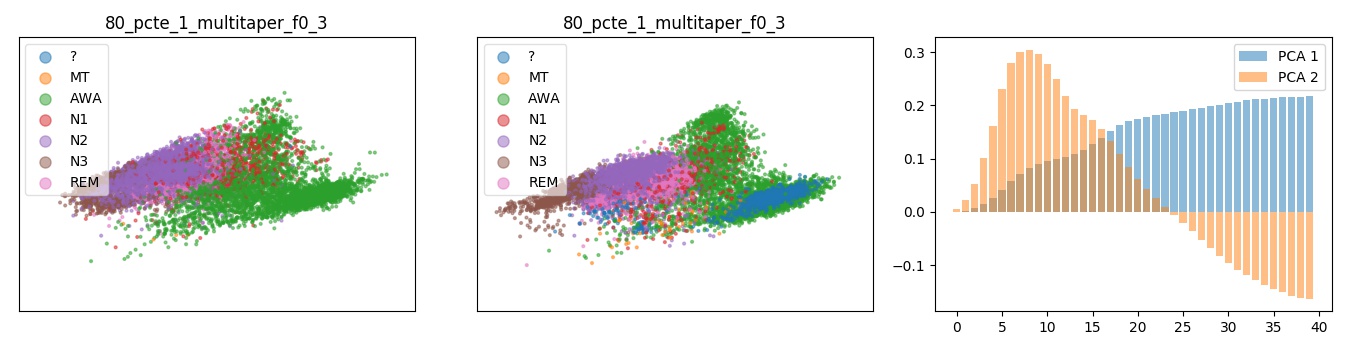 80_pcte_1_multitaper_f0_3
?
MT
AWA
N1
N2
N3
REM
80_pcte_1_multitaper_f0_3
?
MT
AWA
N1
N2
N3
REM
PCA 1
PCA 2
0.3
0.2
0.1
0.0
−0.1
0 5 10 15 20 25 30 35 40